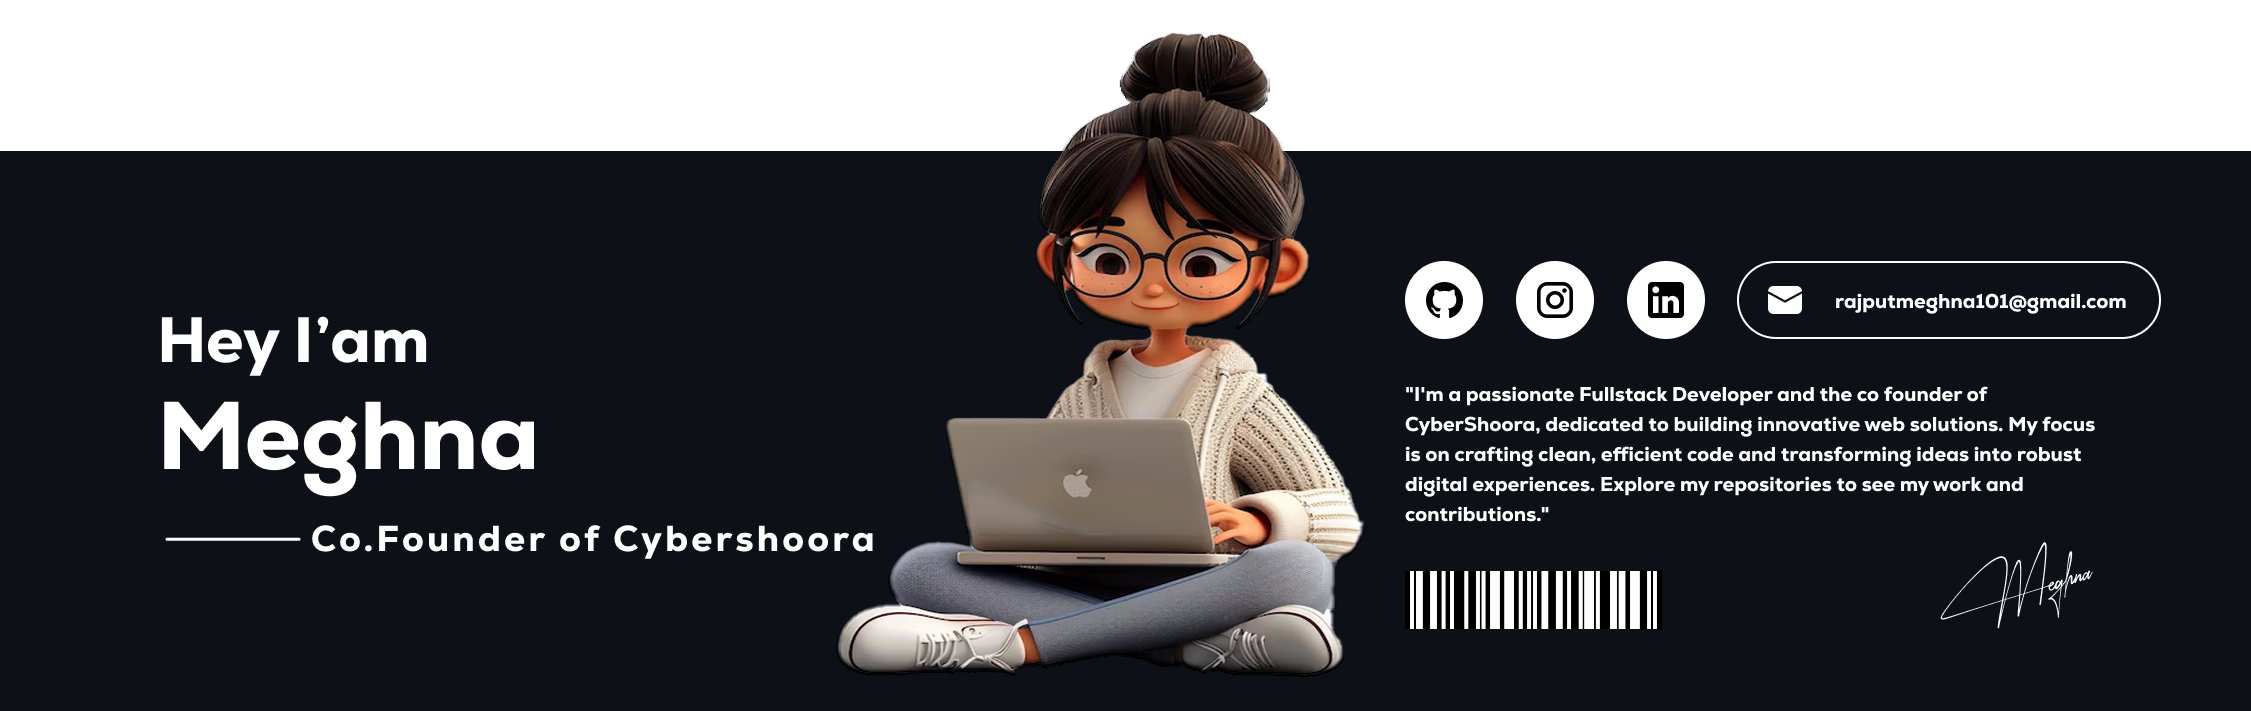 Hey I’am
Meghna
Co.Founder of Cybershoora
in
rajputmeghna101@gmail.com
"I'm a passionate Fullstack Developer and the co founder of
CyberShoora, dedicated to building innovative web solutions. My focus
is on crafting clean, efficient code and transforming ideas into robust
digital experiences. Explore my repositories to see my work and
contributions."
Meghna